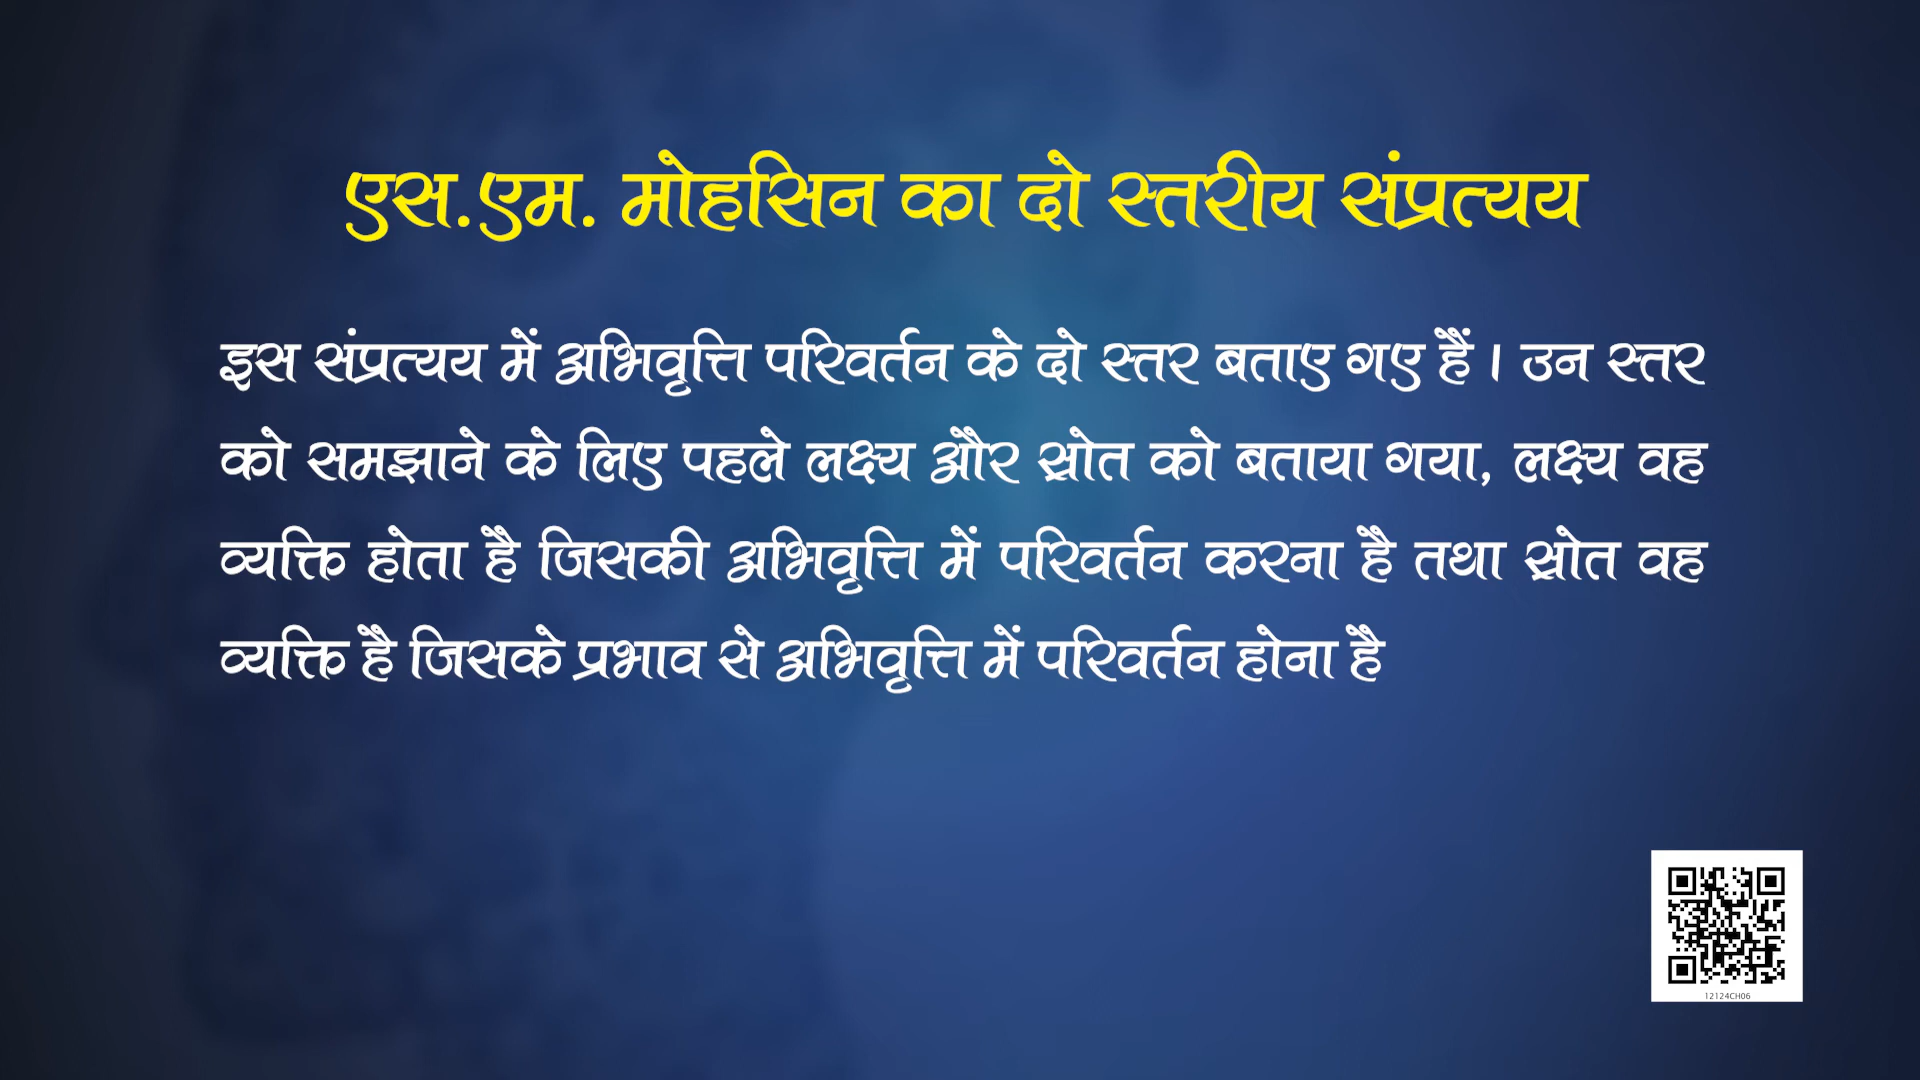 एस.एम. मोहसिन का दो स्तरीय संप्रत्यय
इस संप्रत्यय में अभिवृत्ति परिवर्तन के दो स्तर बताए गए हैं । उन स्तर
को समझाने के लिए पहले लक्ष्य और स्रोत को बताया गया, लक्ष्य वह
व्यक्ति होता है जिसकी अभिवृत्ति में परिवर्तन करना है तथा स्रोत वह
व्यक्ति है जिसके प्रभाव से अभिवृत्ति में परिवर्तन होना है
12124CH06